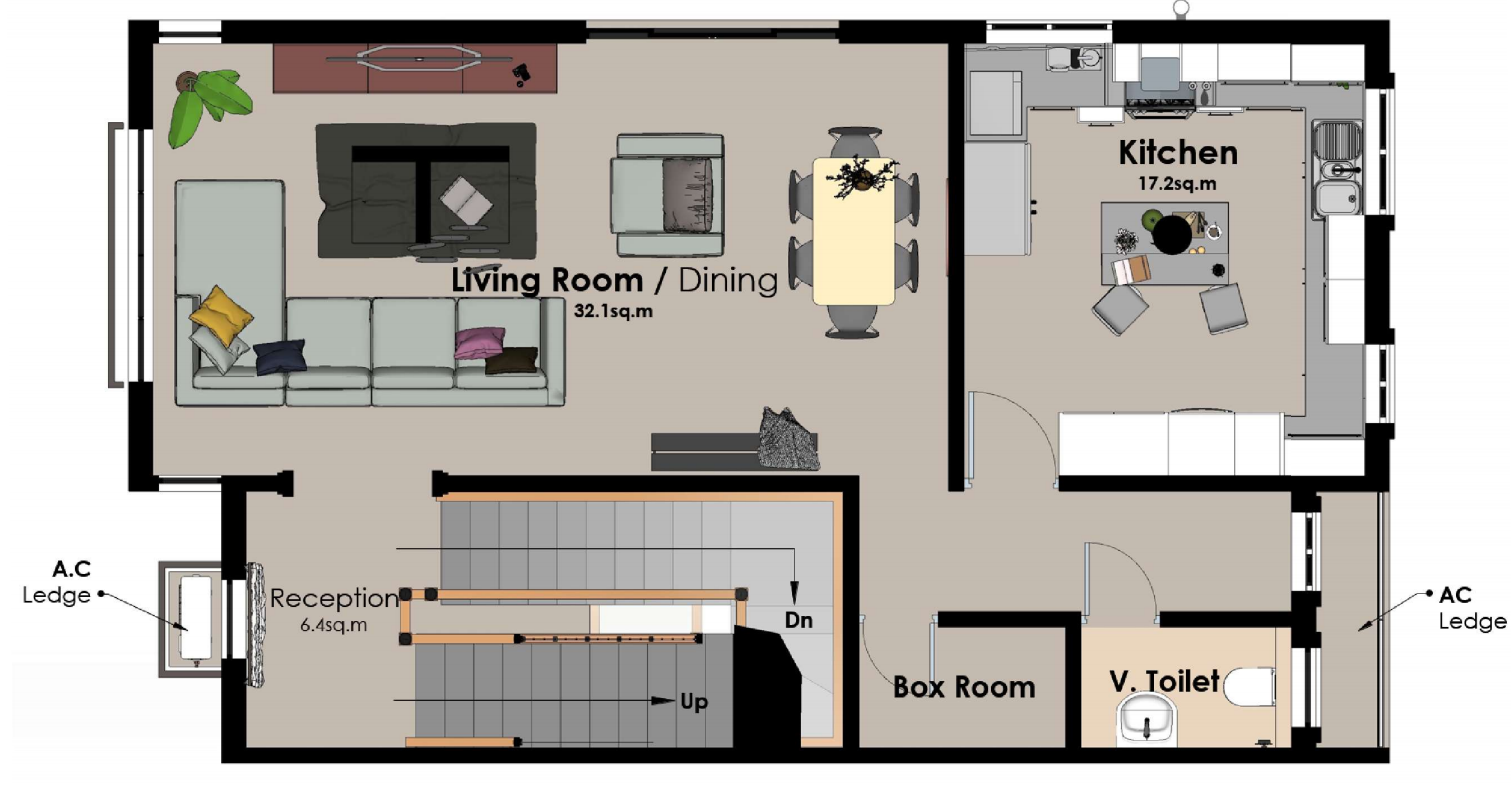 Kitchen
17.2sq.m
Living Room / Dining
32.1sq.m
A.C
Ledge
Reception
6.4sq.m
Dn
Up
Box Room
V. Toilet
AC
Ledge